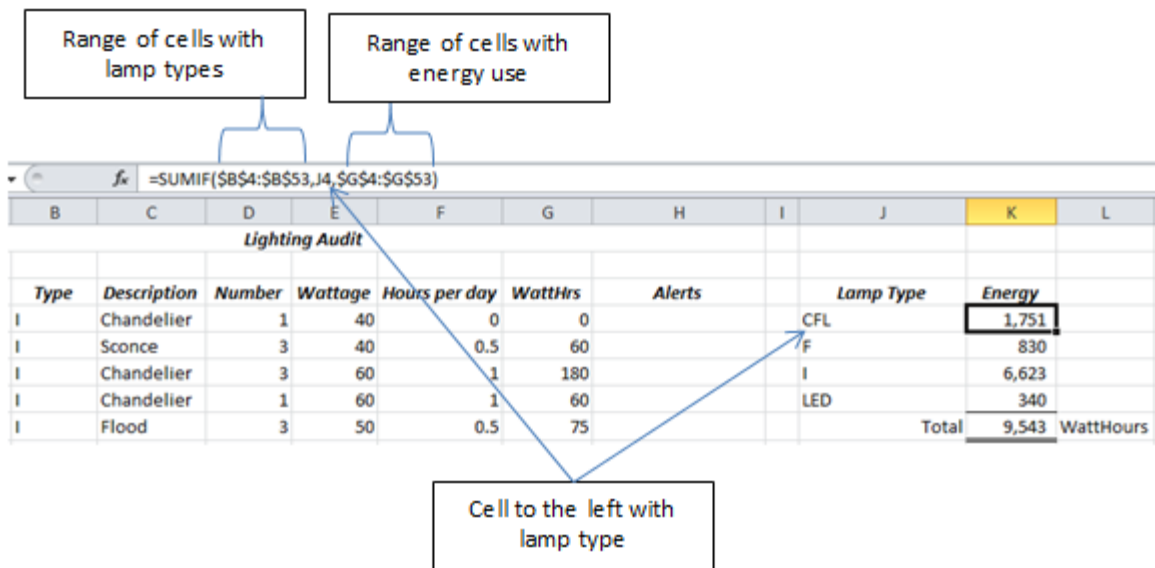 Range of cells with
lamp types
Range of cells with
energy use
fx =SUMIF($B$4:$B$53,J4,$G$4:$G$53)
B C D E F G H I J K L
Lighting Audit
Type Description Number Wattage Hours per day WattHrs Alerts Lamp Type Energy
I Chandelier 1 40 0 0 CFL 1,751
I Sconce 3 40 0.5 60 F 830
I Chandelier 3 60 1 180 I 6,623
I Chandelier 1 60 1 60 LED 340
I Flood 3 50 0.5 75 Total 9,543 WattHours
Cell to the left with
lamp type